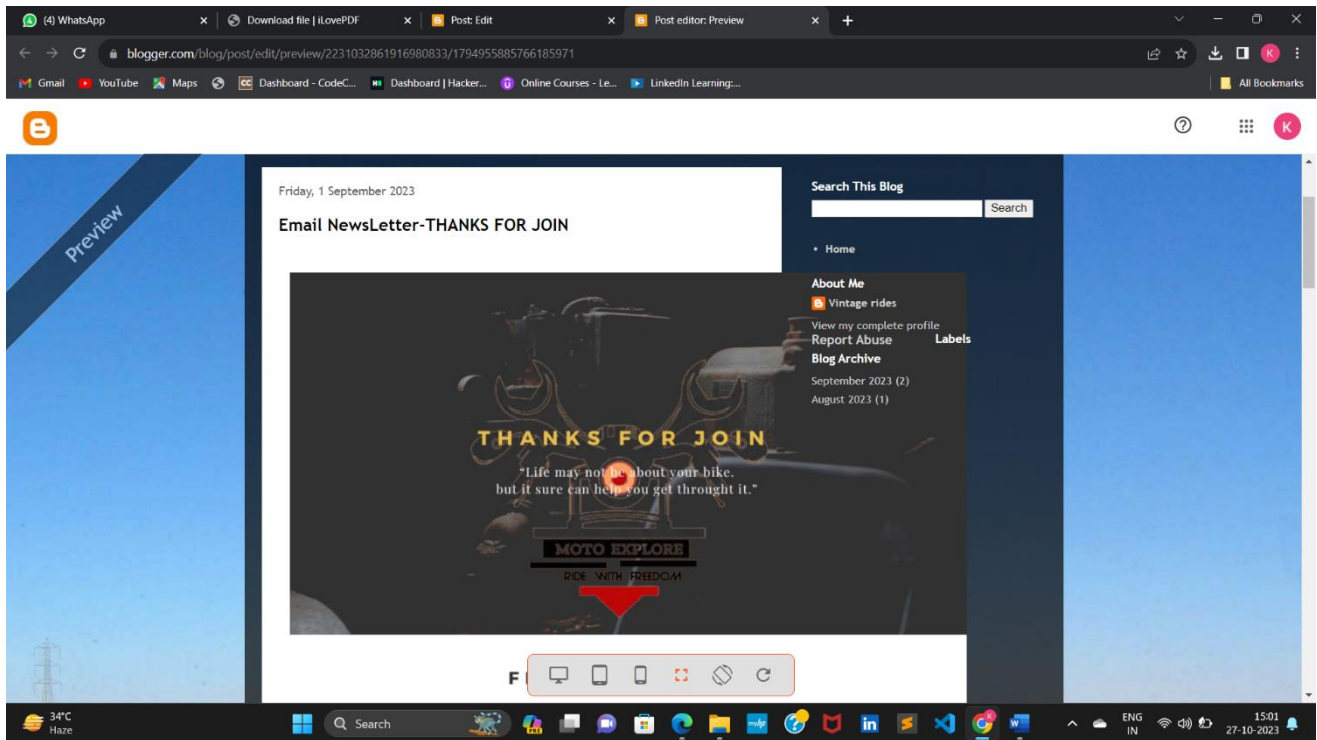 (4) WhatsApp
Download file | iLovePDF
Post: Edit
Post editor: Preview
blogger.com/blog/post/edit/preview/2231032861916980833/1794955885766185971
Gmail
YouTube
Maps
Dashboard - CodeC...
Dashboard | Hacker...
Online Courses - Le...
LinkedIn Learning:...
All Bookmarks
K
Preview
Friday, 1 September 2023
Email NewsLetter-THANKS FOR JOIN
THANKS FOR JOIN
"Life may not be about your bike.
but it sure can help you get throught it."
MOTO EXPLORE
RIDE WITH FREEDOM
F
Search This Blog
Search
Home
About Me
Vintage rides
View my complete profile
Report Abuse
Labels
Blog Archive
September 2023 (2)
August 2023 (1)
34°C
Haze
Search
ENG
IN
15:01
27-10-2023